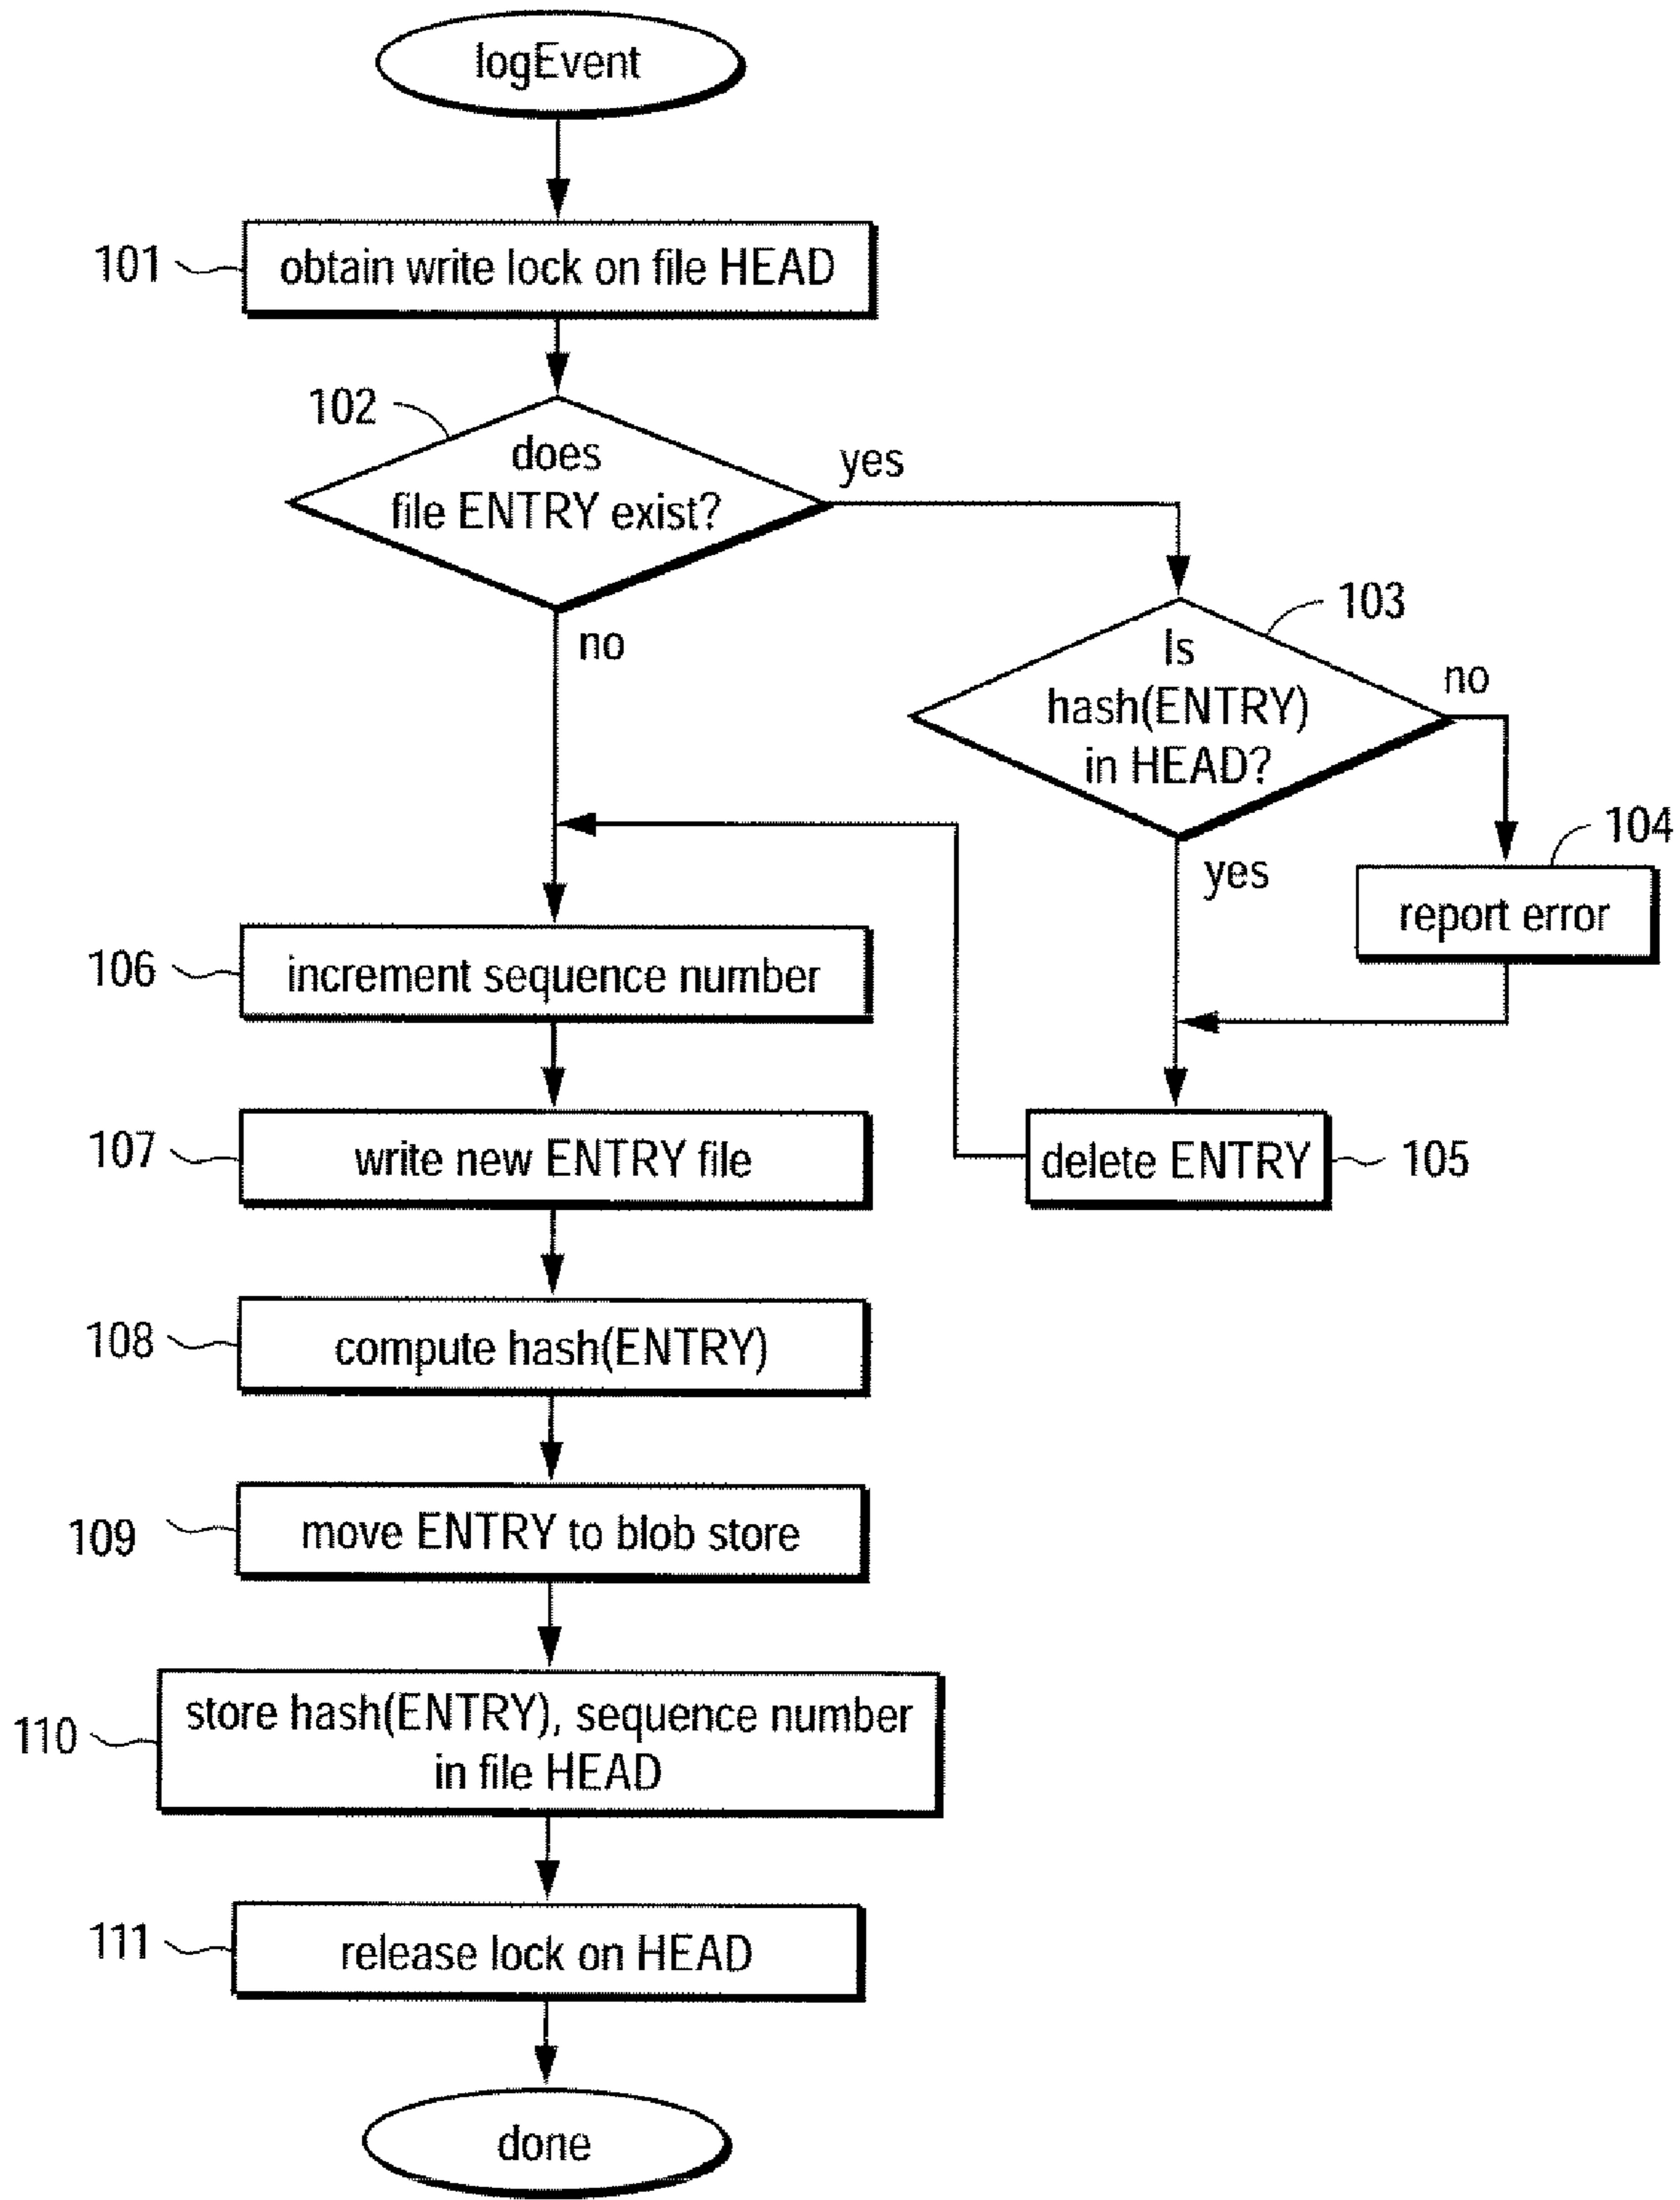 logEvent
101
obtain write lock on file HEAD
102
does
file ENTRY exist?
yes
no
103
Is
hash(ENTRY)
in HEAD?
no
yes
104
report error
106
increment sequence number
107
write new ENTRY file
delete ENTRY
105
108
compute hash(ENTRY)
109
move ENTRY to blob store
110
store hash(ENTRY), sequence number
in file HEAD
111
release lock on HEAD
done